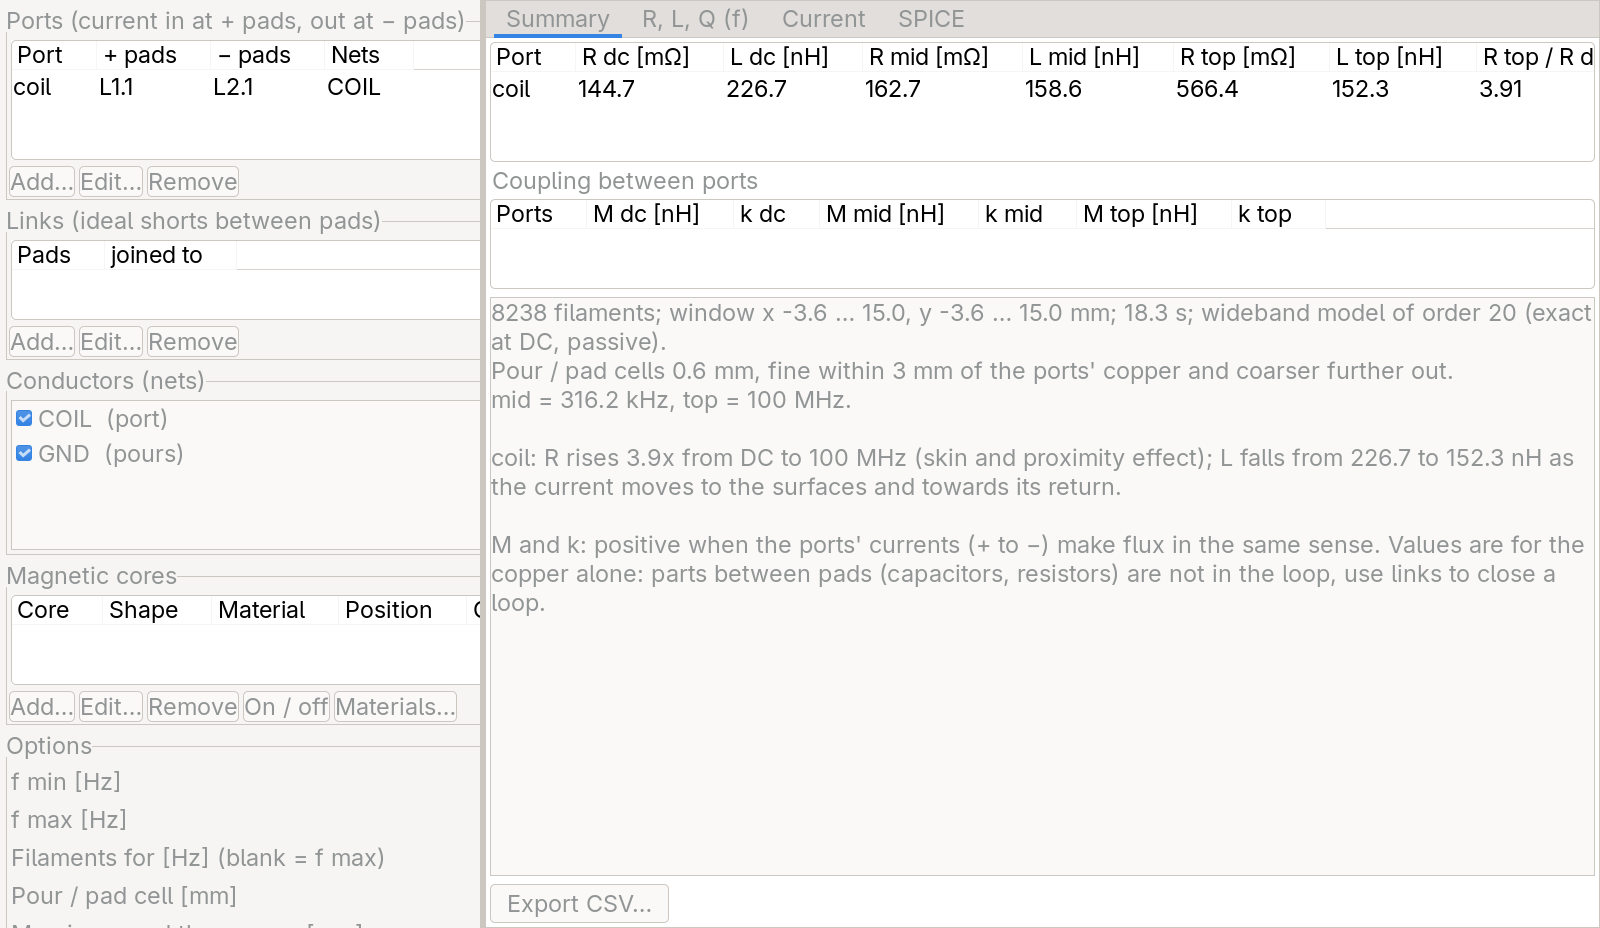 Ports (current in at + pads, out at − pads)
Port + pads − pads Nets
coil L1.1 L2.1 COIL
Add... Edit... Remove
Links (ideal shorts between pads)
Pads joined to
Add... Edit... Remove
Conductors (nets)
COIL (port)
GND (pours)
Magnetic cores
Core Shape Material Position
Add... Edit... Remove On / off Materials...
Options
f min [Hz]
f max [Hz]
Filaments for [Hz] (blank = f max)
Pour / pad cell [mm]
Summary R, L, Q (f) Current SPICE
Port R dc [mΩ] L dc [nH] R mid [mΩ] L mid [nH] R top [mΩ] L top [nH] R top / R d
coil 144.7 226.7 162.7 158.6 566.4 152.3 3.91
Coupling between ports
Ports M dc [nH] k dc M mid [nH] k mid M top [nH] k top
8238 filaments; window x -3.6 ... 15.0, y -3.6 ... 15.0 mm; 18.3 s; wideband model of order 20 (exact
at DC, passive).
Pour / pad cells 0.6 mm, fine within 3 mm of the ports' copper and coarser further out.
mid = 316.2 kHz, top = 100 MHz.
coil: R rises 3.9x from DC to 100 MHz (skin and proximity effect); L falls from 226.7 to 152.3 nH as
the current moves to the surfaces and towards its return.
M and k: positive when the ports' currents (+ to −) make flux in the same sense. Values are for the
copper alone: parts between pads (capacitors, resistors) are not in the loop, use links to close a
loop.
Export CSV...